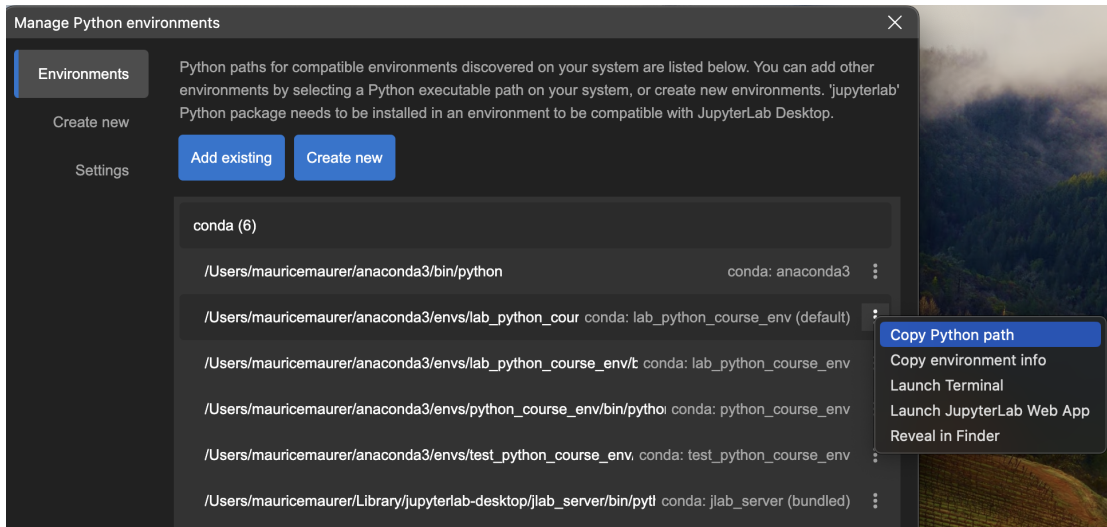 Manage Python environments
Environments
Create new
Settings
Python paths for compatible environments discovered on your system are listed below. You can add other
environments by selecting a Python executable path on your system, or create new environments. 'jupyterlab'
Python package needs to be installed in an environment to be compatible with JupyterLab Desktop.
Add existing Create new
conda (6)
/Users/mauricemaurer/anaconda3/bin/python conda: anaconda3
/Users/mauricemaurer/anaconda3/envs/lab_python_cour conda: lab_python_course_env (default)
/Users/mauricemaurer/anaconda3/envs/lab_python_course_env/b conda: lab_python_course_env
/Users/mauricemaurer/anaconda3/envs/python_course_env/bin/pytho conda: python_course_env
/Users/mauricemaurer/anaconda3/envs/test_python_course_env, conda: test_python_course_env
/Users/mauricemaurer/Library/jupyterlab-desktop/jlab_server/bin/pyth conda: jlab_server (bundled)
Copy Python path
Copy environment info
Launch Terminal
Launch JupyterLab Web App
Reveal in Finder